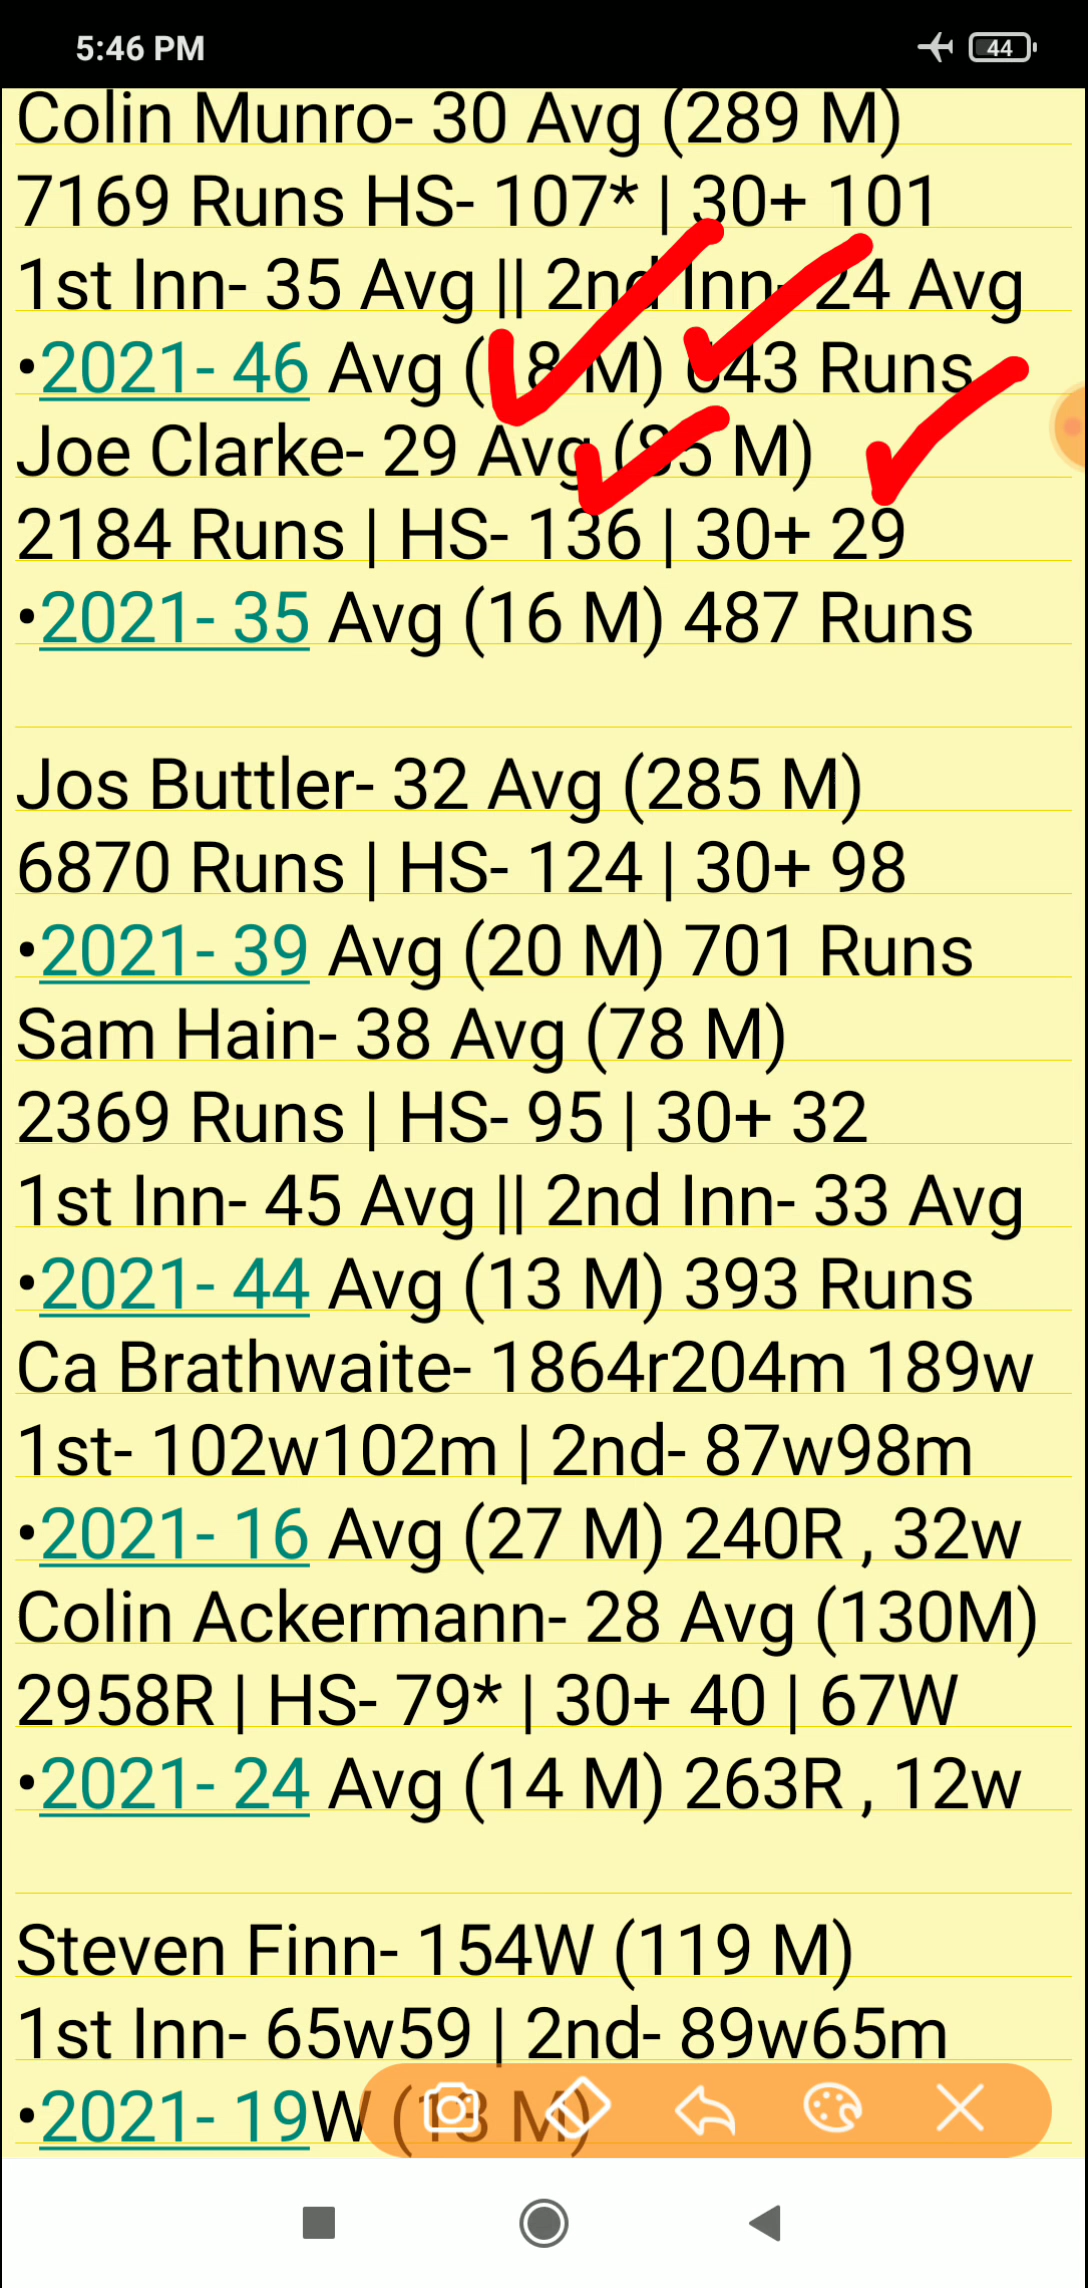 5:46 PM
44
Colin Munro- 30 Avg (289 M)
7169 Runs HS- 107* | 30+ 101
1st Inn- 35 Avg || 2nd Inn- 24 Avg
•2021- 46 Avg (18 M) 643 Runs
Joe Clarke- 29 Avg (85 M)
2184 Runs | HS- 136 | 30+ 29
•2021- 35 Avg (16 M) 487 Runs
Jos Buttler- 32 Avg (285 M)
6870 Runs | HS- 124 | 30+ 98
•2021- 39 Avg (20 M) 701 Runs
Sam Hain- 38 Avg (78 M)
2369 Runs | HS- 95 | 30+ 32
1st Inn- 45 Avg || 2nd Inn- 33 Avg
•2021- 44 Avg (13 M) 393 Runs
Ca Brathwaite- 1864r204m 189w
1st- 102w102m | 2nd- 87w98m
•2021- 16 Avg (27 M) 240R , 32w
Colin Ackermann- 28 Avg (130M)
2958R | HS- 79* | 30+ 40 | 67W
•2021- 24 Avg (14 M) 263R , 12w
Steven Finn- 154W (119 M)
1st Inn- 65w59 | 2nd- 89w65m
•2021- 19W (13 M)